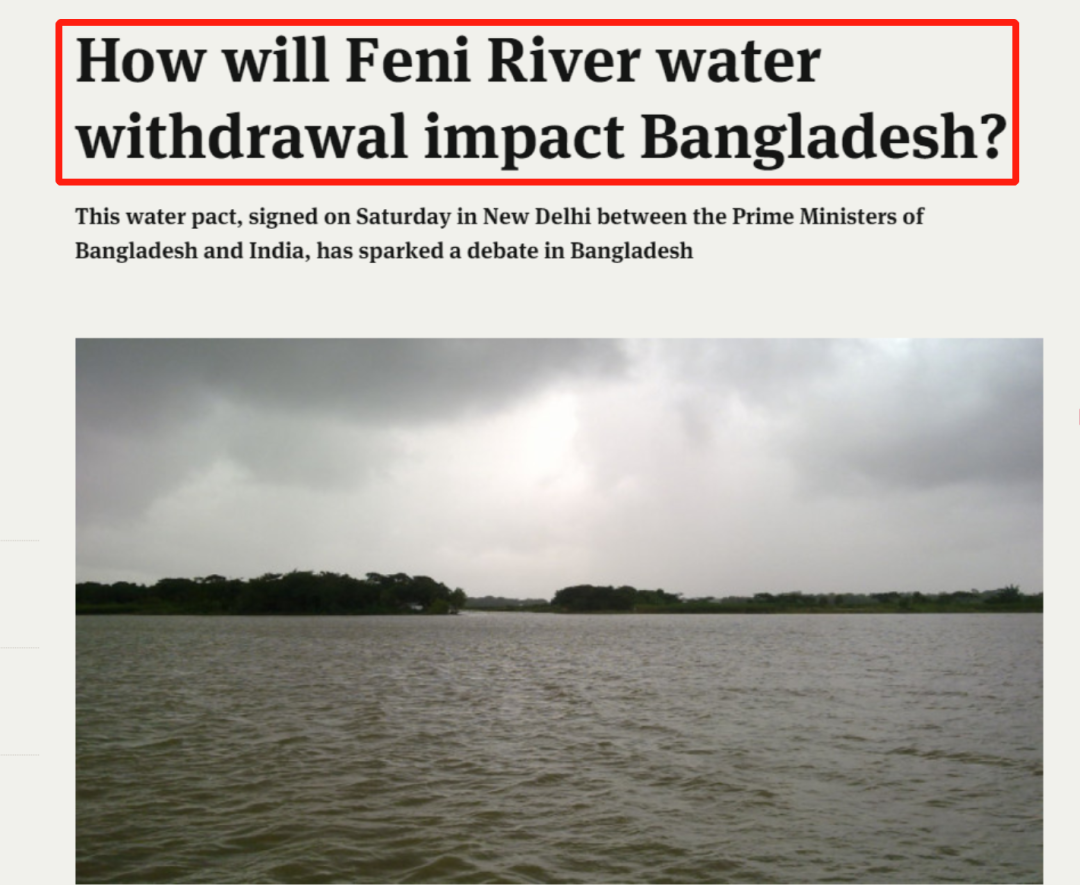 How will Feni River water
withdrawal impact Bangladesh?
This water pact, signed on Saturday in New Delhi between the Prime Ministers of
Bangladesh and India, has sparked a debate in Bangladesh